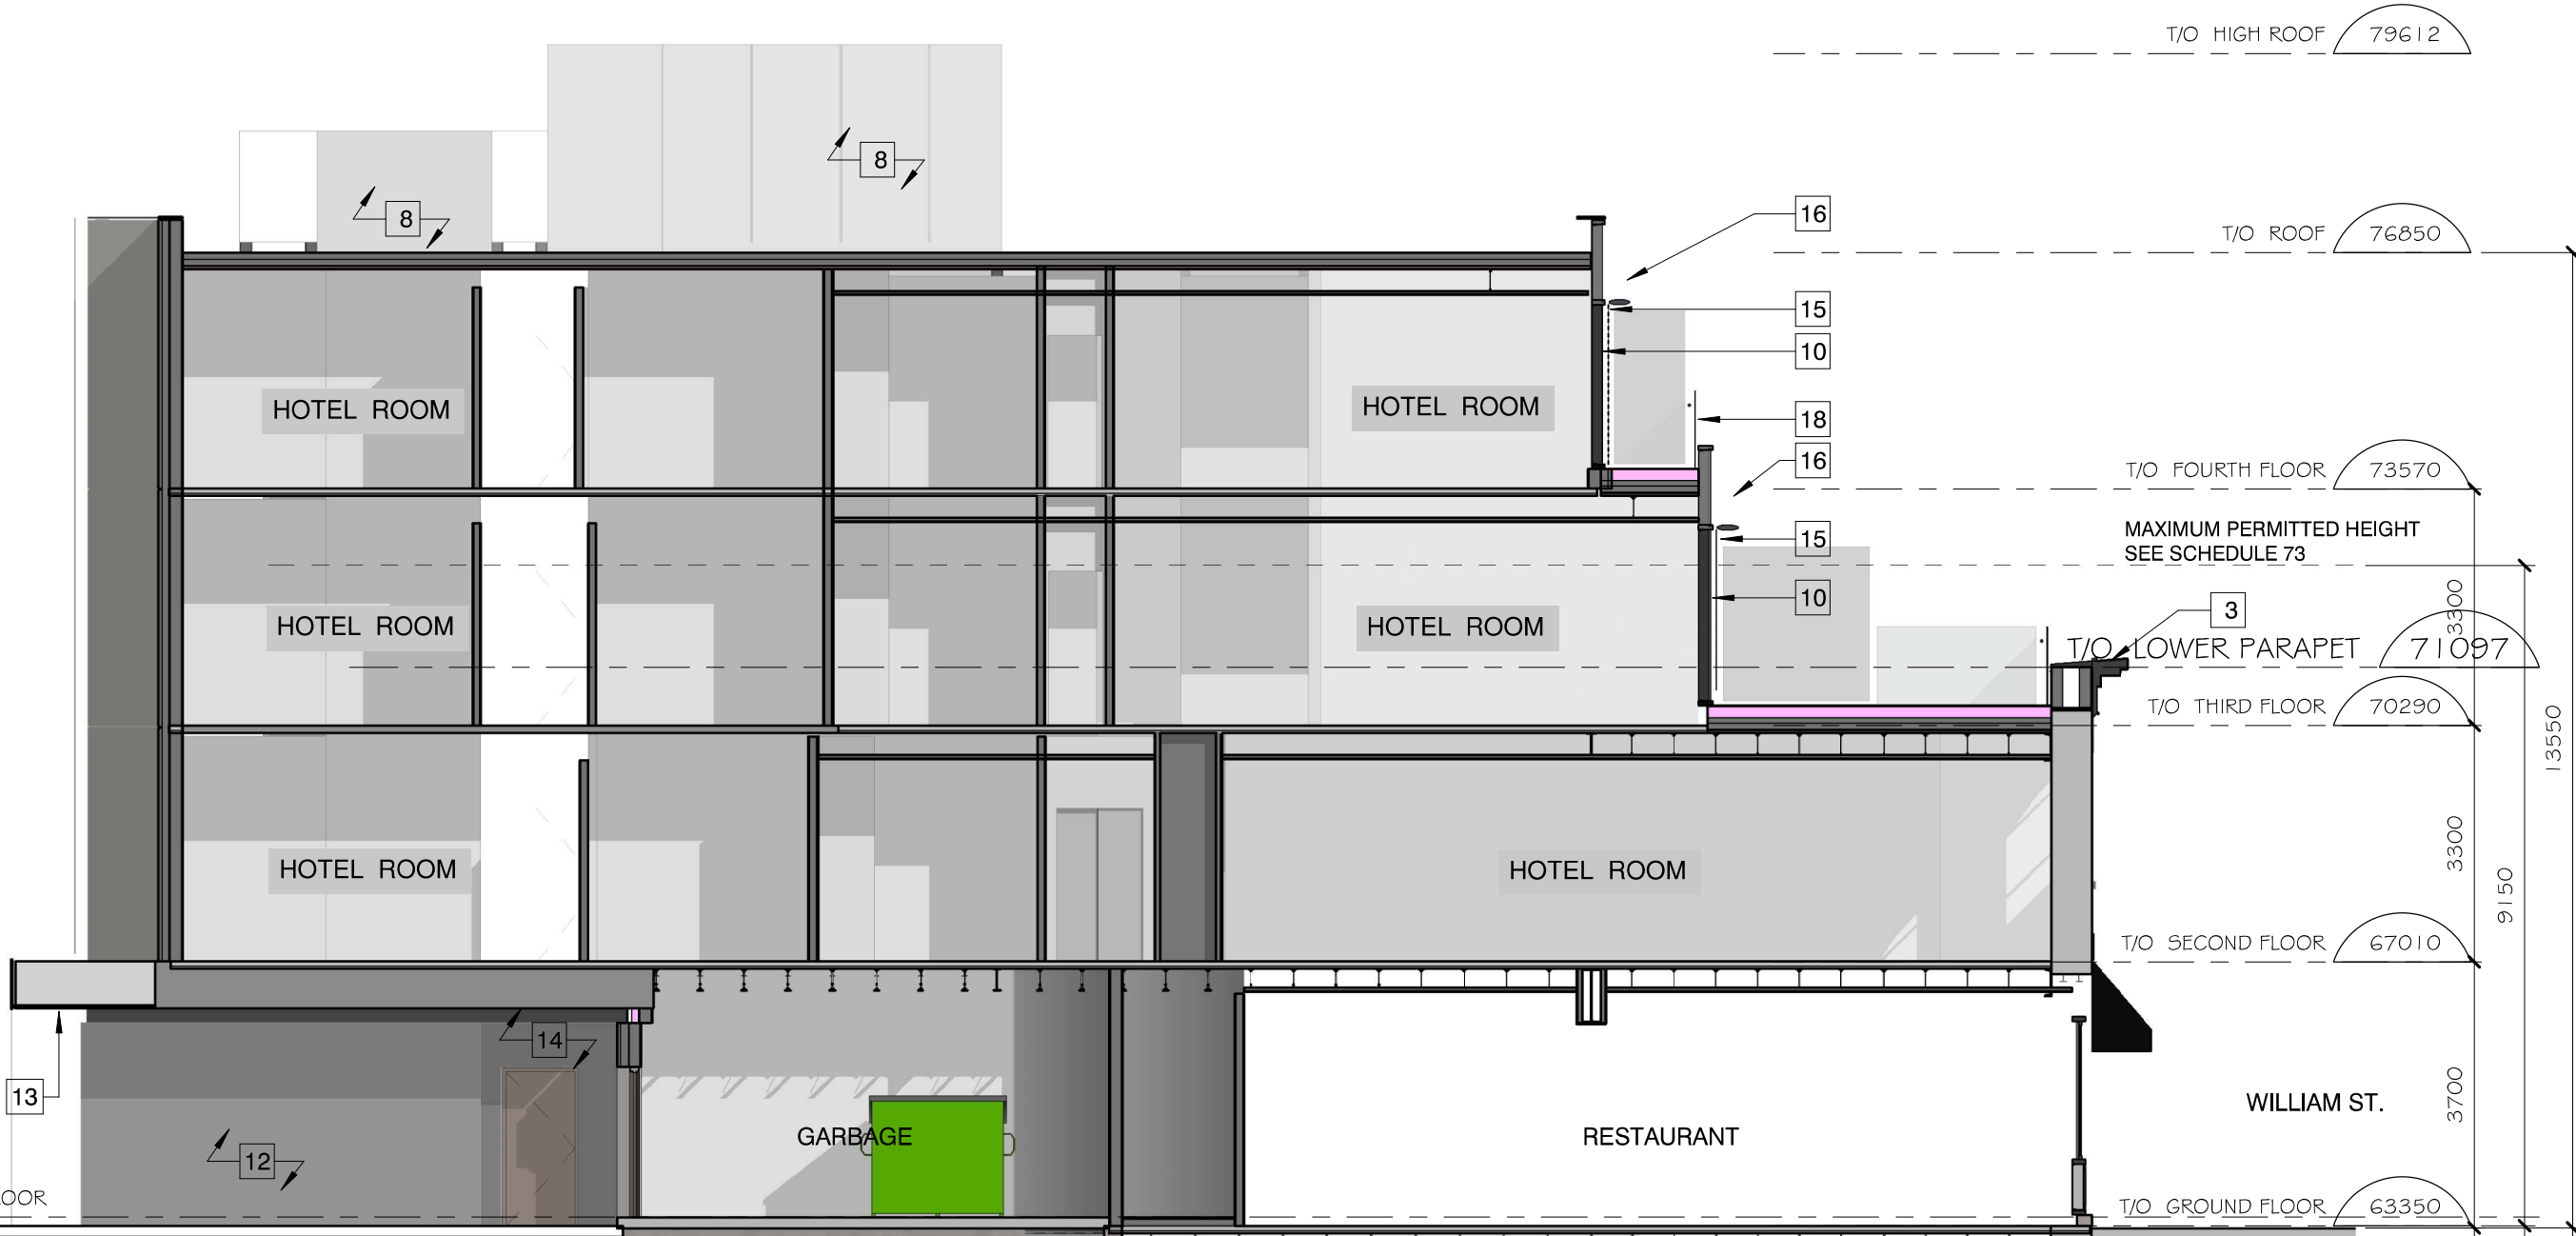 T/O HIGH ROOF 79612
8
8
16
T/O ROOF 76850
15
10
HOTEL ROOM
HOTEL ROOM
18
16
T/O FOURTH FLOOR 73570
MAXIMUM PERMITTED HEIGHT
SEE SCHEDULE 73
15
10
3
3300
HOTEL ROOM
HOTEL ROOM
T/O LOWER PARAPET 71097
T/O THIRD FLOOR 70290
13550
3300
HOTEL ROOM
HOTEL ROOM
9150
T/O SECOND FLOOR 67010
14
13
3700
WILLIAM ST.
GARBAGE
RESTAURANT
12
OOR
T/O GROUND FLOOR 63350